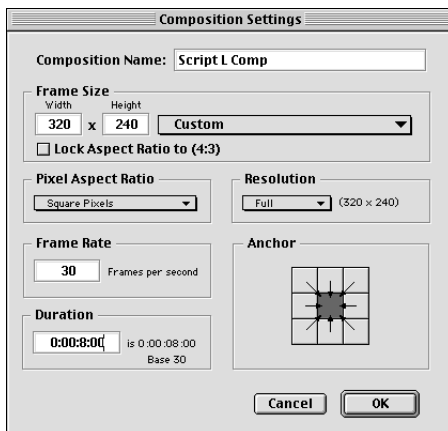 Composition Settings
Composition Name: Script L Comp
Frame Size
Width Height
320 x 240 Custom
Lock Aspect Ratio to (4:3)
Pixel Aspect Ratio
Square Pixels
Resolution
Full (320 x 240)
Frame Rate
30 Frames per second
Anchor
Duration
0:00:8:00 is 0:00:08:00
Base 30
Cancel OK